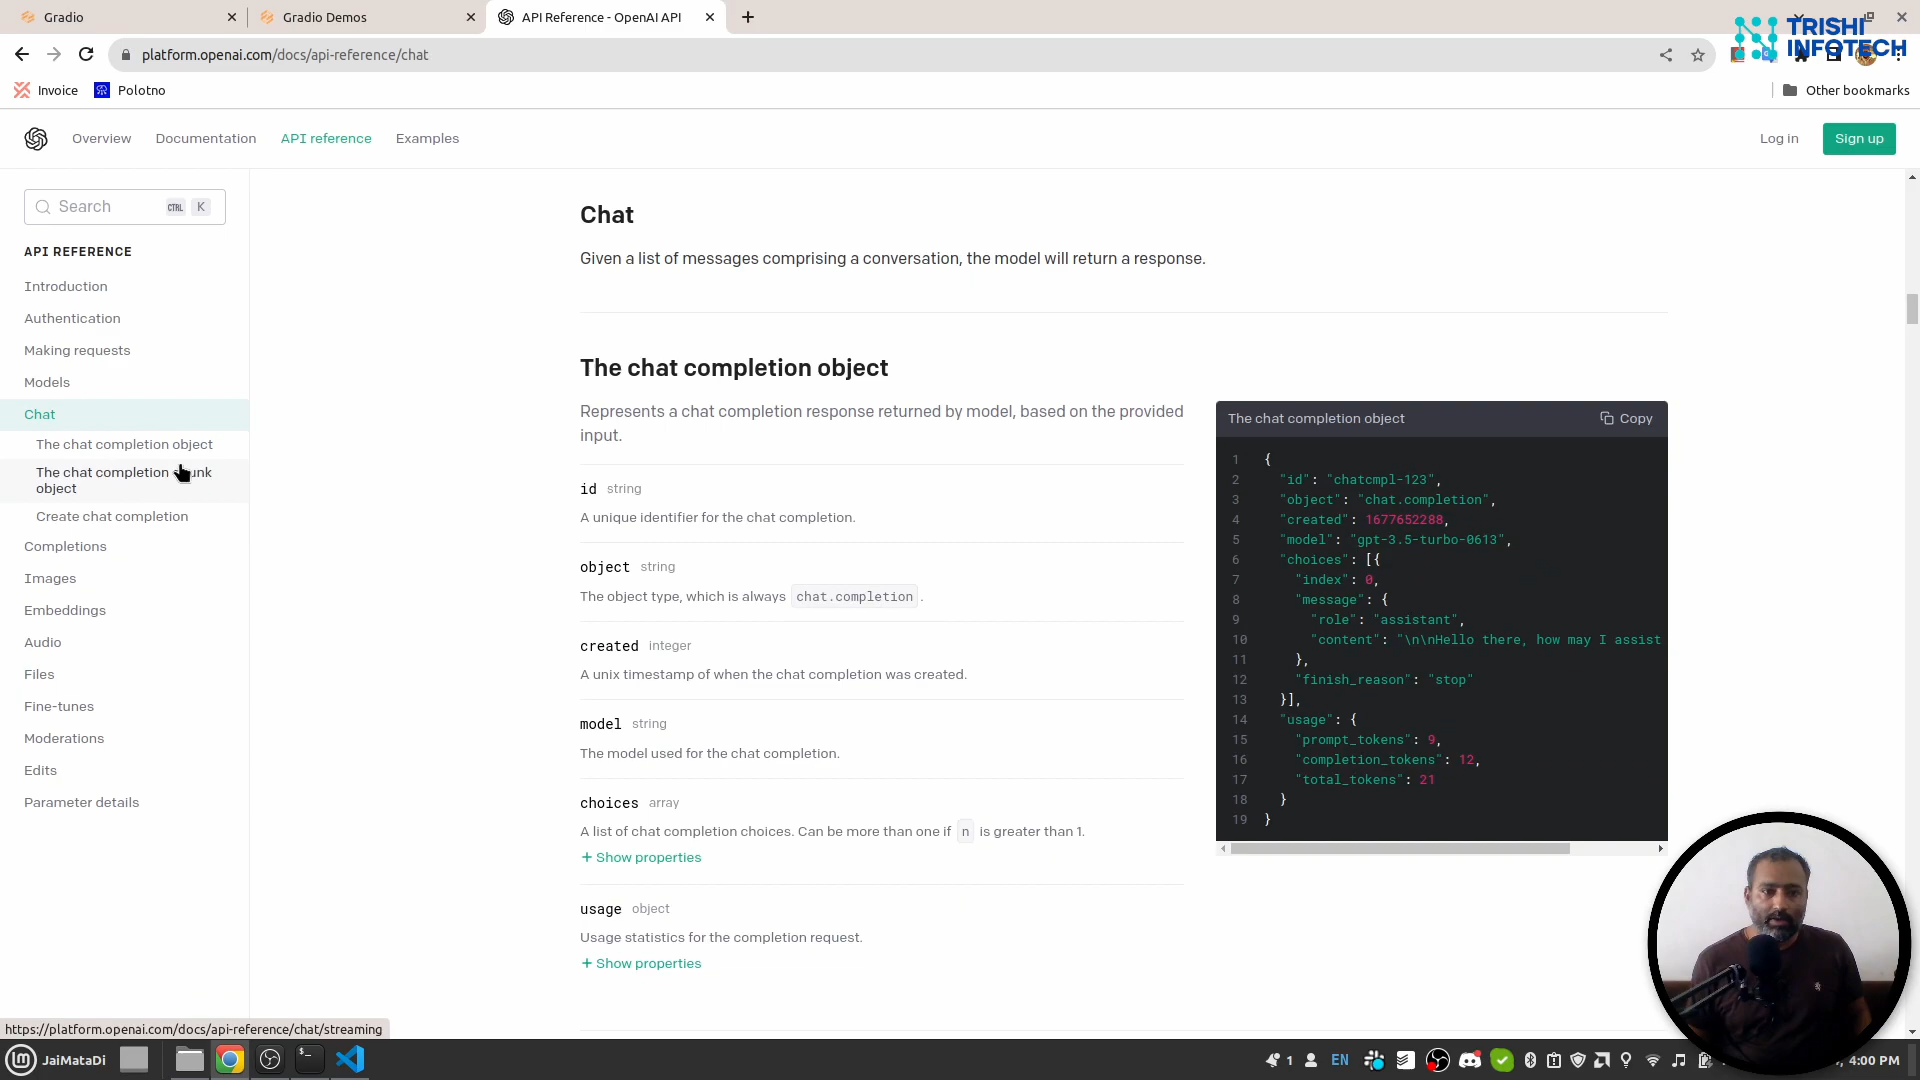 Gradio
Gradio Demos
API Reference - OpenAI API
TRISHI
INFOTECH
platform.openai.com/docs/api-reference/chat
Invoice
Polotno
Other bookmarks
Overview
Documentation
API reference
Examples
Log in
Sign up
Search
CTRL
K
API REFERENCE
Introduction
Authentication
Making requests
Models
Chat
The chat completion object
The chat completion unk
object
Create chat completion
Completions
Images
Embeddings
Audio
Files
Fine-tunes
Moderations
Edits
Parameter details
Chat
Given a list of messages comprising a conversation, the model will return a response.
The chat completion object
Represents a chat completion response returned by model, based on the provided
input.
id string
A unique identifier for the chat completion.
object string
The object type, which is always chat.completion .
created integer
A unix timestamp of when the chat completion was created.
model string
The model used for the chat completion.
choices array
A list of chat completion choices. Can be more than one if n is greater than 1.
+ Show properties
usage object
Usage statistics for the completion request.
+ Show properties
The chat completion object
Copy
1 {
2 "id": "chatcmpl-123",
3 "object": "chat.completion",
4 "created": 1677652288,
5 "model": "gpt-3.5-turbo-0613",
6 "choices": [{
7 "index": 0,
8 "message": {
9 "role": "assistant",
10 "content": "\n\nHello there, how may I assist
11 },
12 "finish_reason": "stop"
13 }],
14 "usage": {
15 "prompt_tokens": 9,
16 "completion_tokens": 12,
17 "total_tokens": 21
18 }
19 }
https://platform.openai.com/docs/api-reference/chat/streaming
JaiMataDi
1
EN
4:00 PM